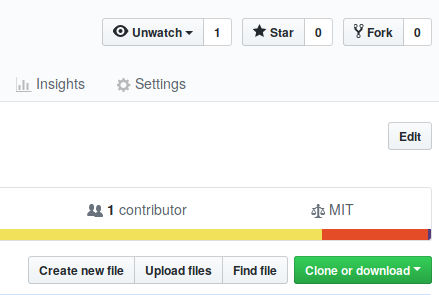 Unwatch 1 Star 0 Fork 0
Insights Settings
Edit
1 contributor MIT
Create new file Upload files Find file Clone or download